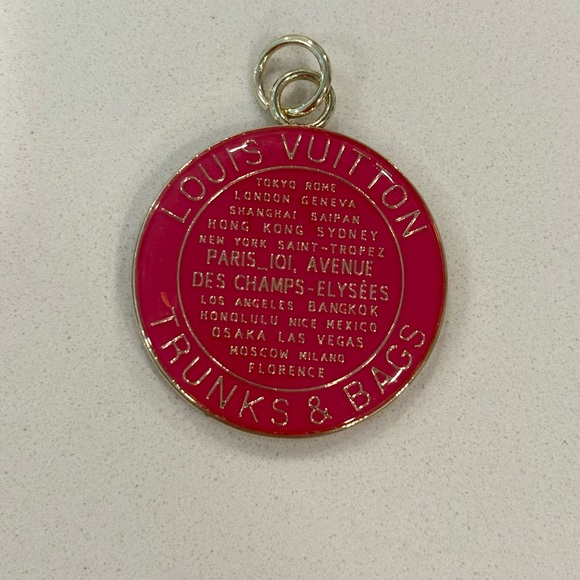 LOUIS VUITTON
TOKYO ROME
LONDON GENEVA
SHANGHAI SAIPAN
HONG KONG SYDNEY
NEW YORK SAINT-TROPEZ
PARIS_101, AVENUE
DES CHAMPS-ELYSÉES
LOS ANGELES BANGKOK
HONOLULU NICE MEXICO
OSAKA LAS VEGAS
MOSCOW MILANO
FLORENCE
TRUNKS & BAGS